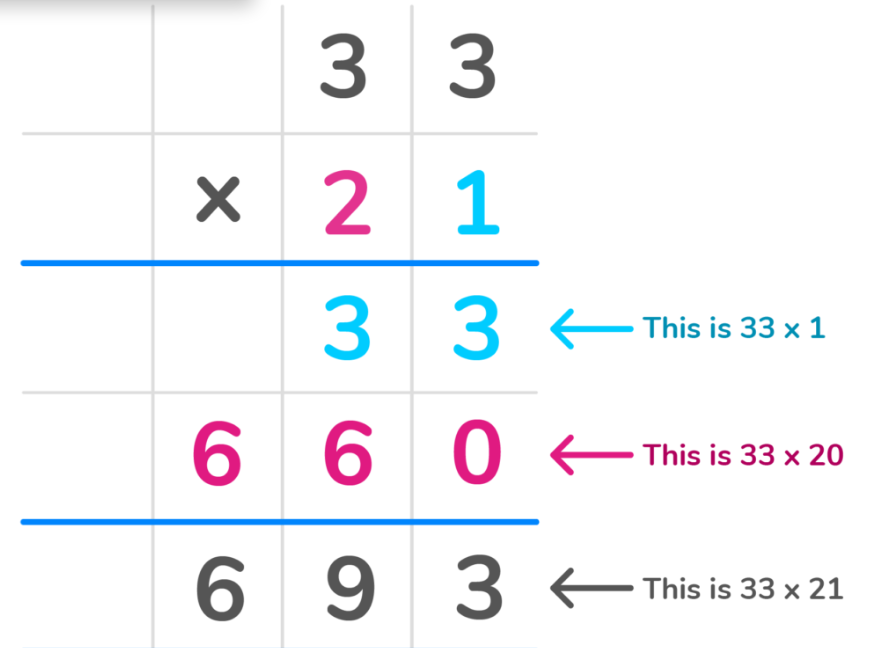 3 3
× 2 1
3 3 This is 33 × 1
6 6 0 This is 33 × 20
6 9 3 This is 33 × 21